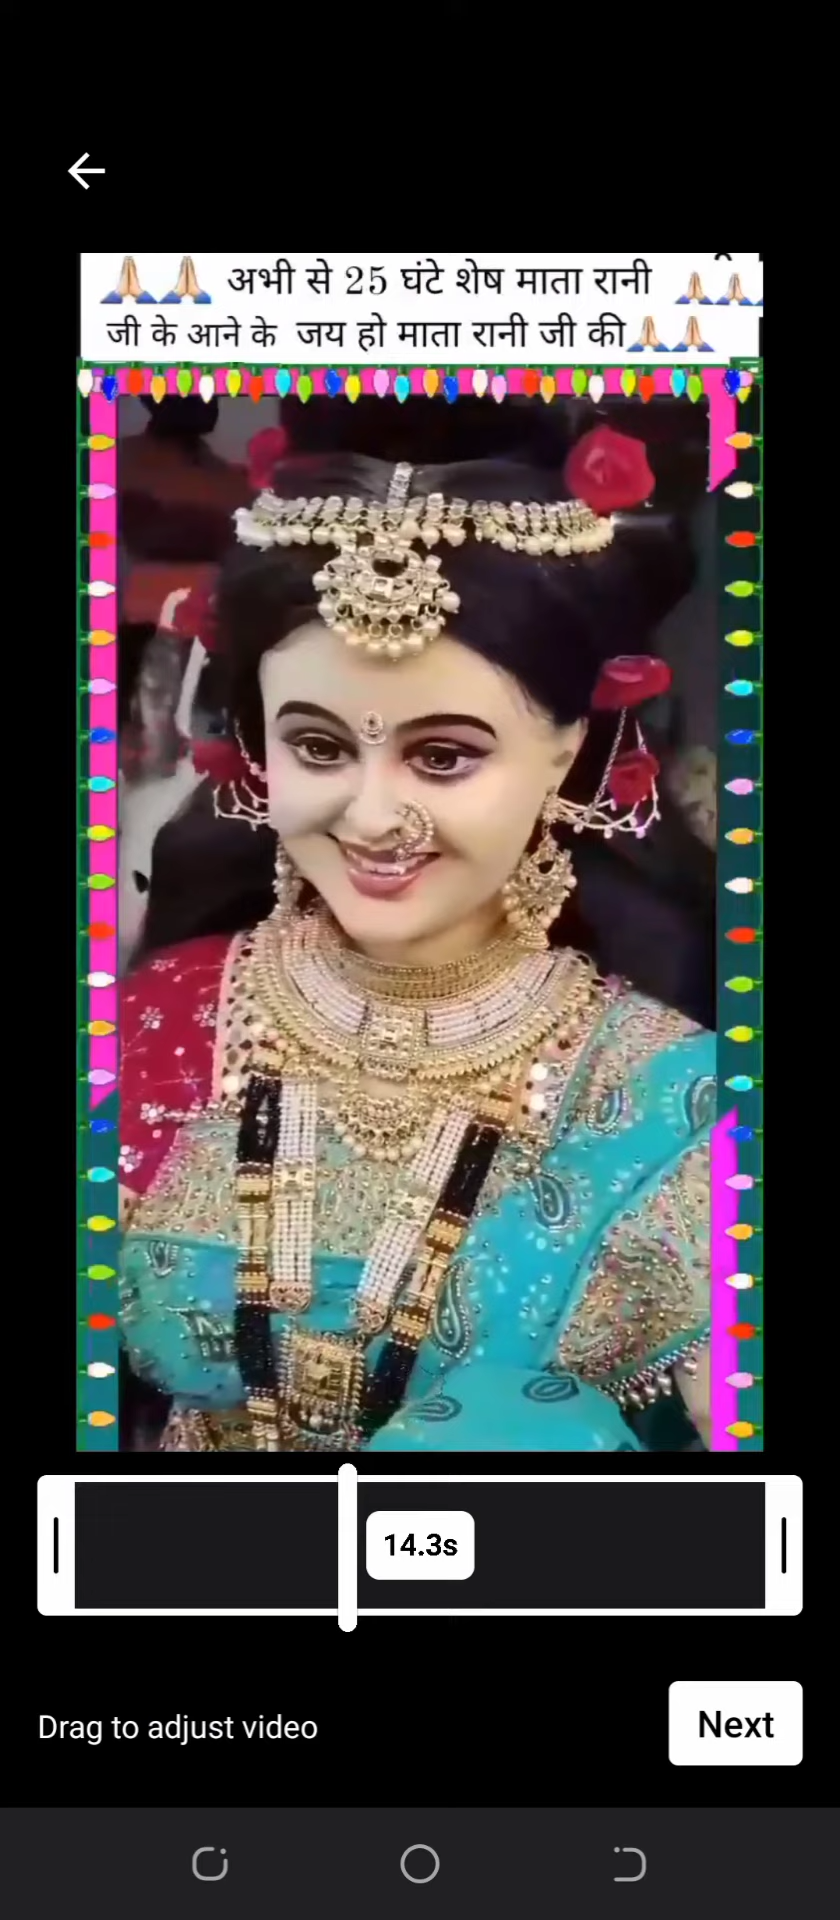 🙏🙏 अभी से 25 घंटे शेष माता रानी 🙏🙏
जी के आने के जय हो माता रानी जी की🙏🙏
14.3s
Drag to adjust video
Next